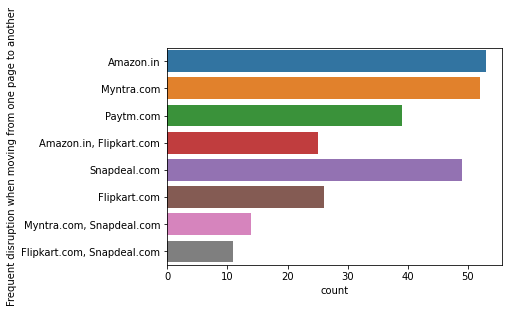 Frequent disruption when moving from one page to another
Amazon.in
Myntra.com
Paytm.com
Amazon.in, Flipkart.com
Snapdeal.com
Flipkart.com
Myntra.com, Snapdeal.com
Flipkart.com, Snapdeal.com
0 10 20 30 40 50
count